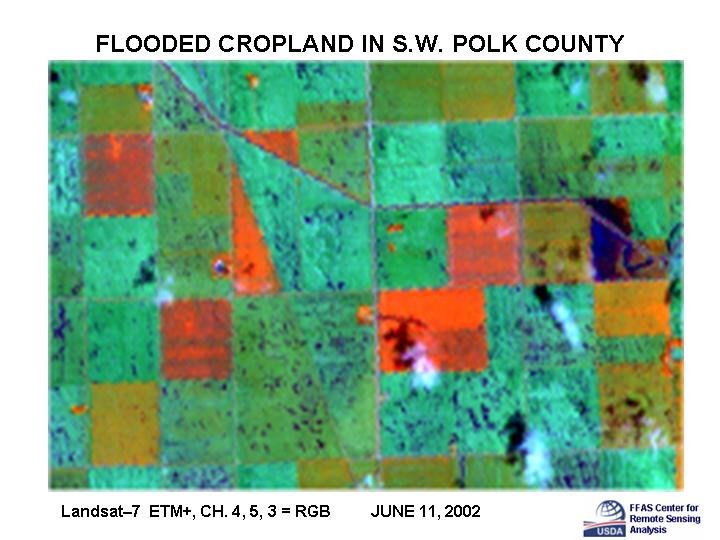 FLOODED CROPLAND IN S.W. POLK COUNTY
Landsat–7 ETM+, CH. 4, 5, 3 = RGB JUNE 11, 2002
USDA
FFAS Center for
Remote Sensing
Analysis